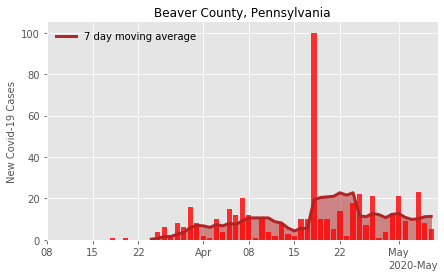 Beaver County, Pennsylvania
7 day moving average
New Covid-19 Cases
100
80
60
40
20
0
08
15
22
Apr
08
15
22
May
2020-May